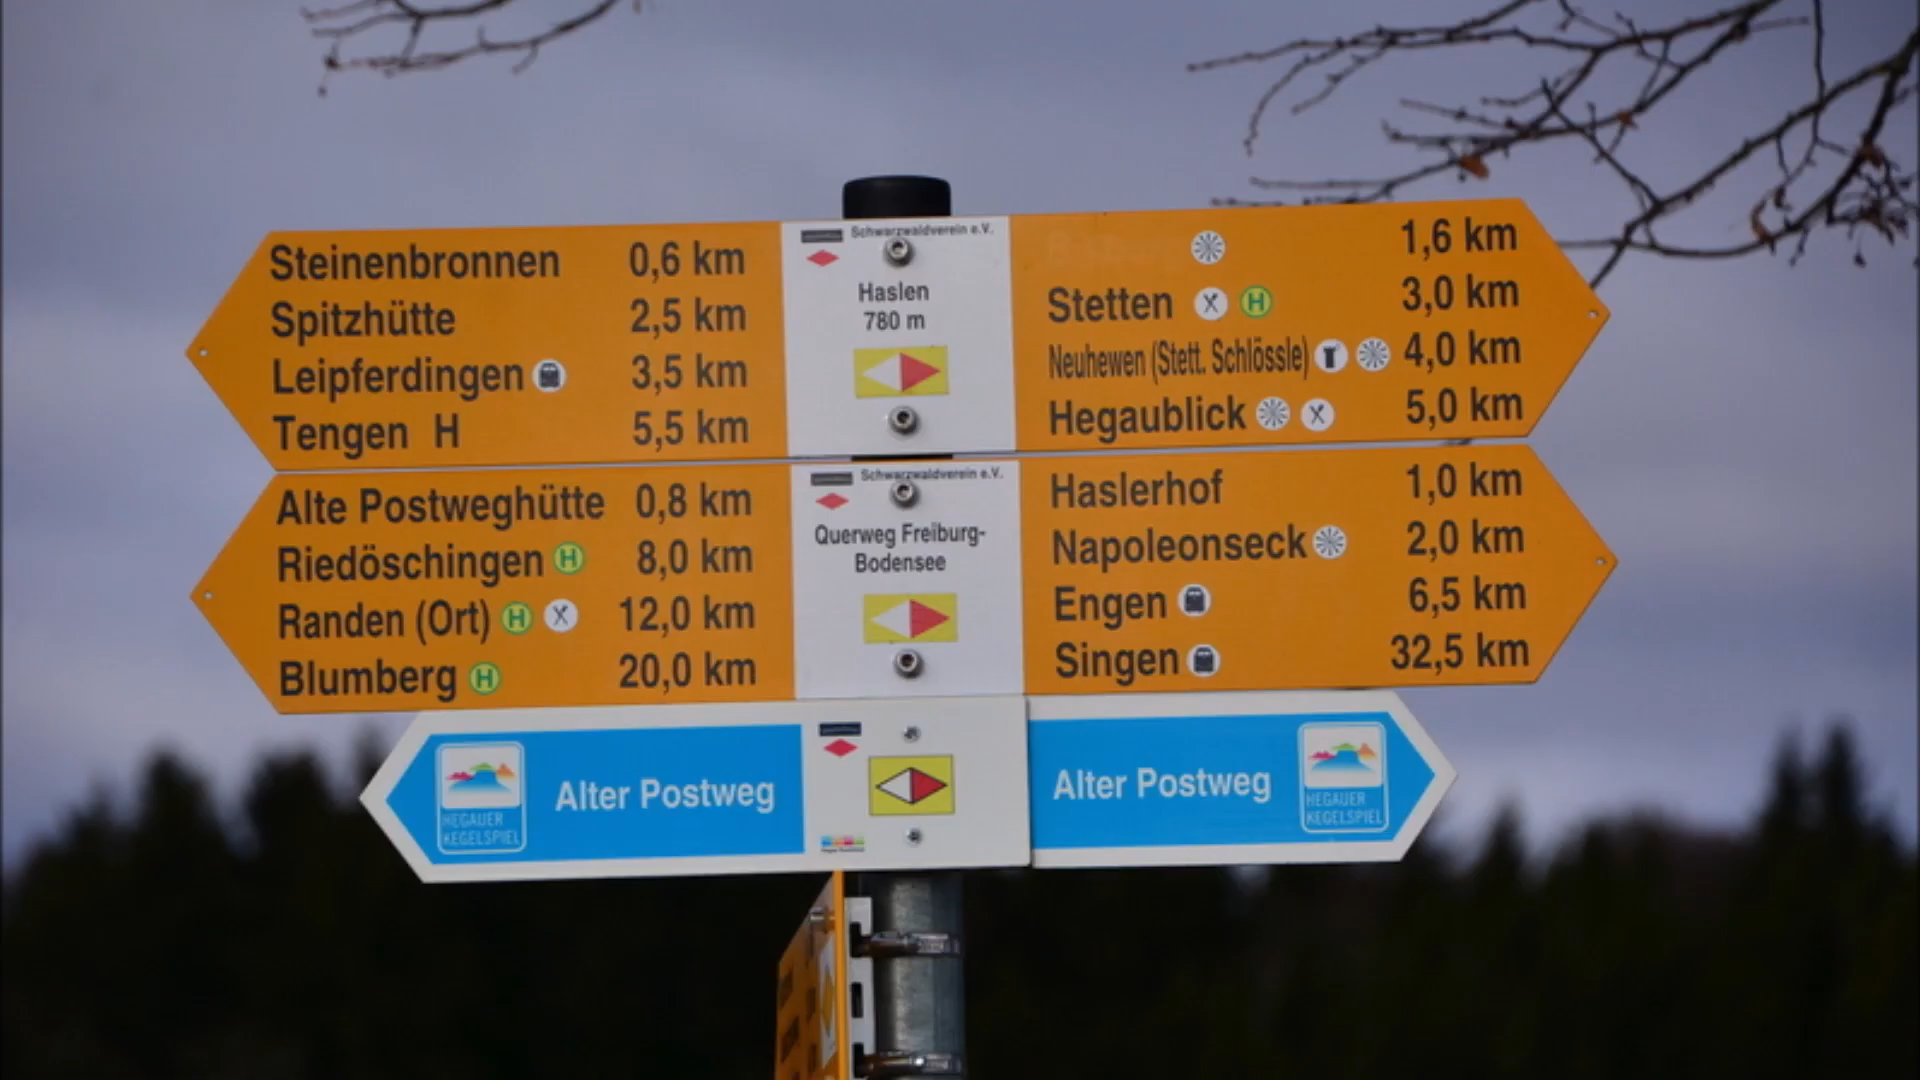 Steinenbronnen 0,6 km
Spitzhütte 2,5 km
Leipferdingen 3,5 km
Tengen H 5,5 km
Schwarzwaldverein e.V.
Haslen
780 m
1,6 km
Stetten H 3,0 km
Neuhewen (Stett. Schlössle) 4,0 km
Hegaublick 5,0 km
Alte Postweghütte 0,8 km
Riedöschingen H 8,0 km
Randen (Ort) H 12,0 km
Blumberg H 20,0 km
Schwarzwaldverein e.V.
Querweg Freiburg-
Bodensee
Haslerhof 1,0 km
Napoleonseck 2,0 km
Engen 6,5 km
Singen 32,5 km
HEGAUER
KEGELSPIEL
Alter Postweg
Alter Postweg
HEGAUER
KEGELSPIEL